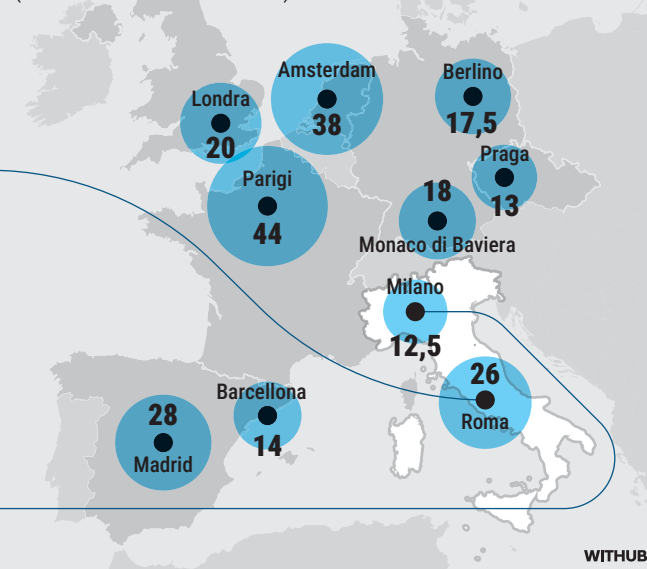 Amsterdam
38
Berlino
17,5
Londra
20
Praga
13
Parigi
44
18
Monaco di Baviera
Milano
12,5
26
Roma
Barcellona
14
28
Madrid
WITHUB